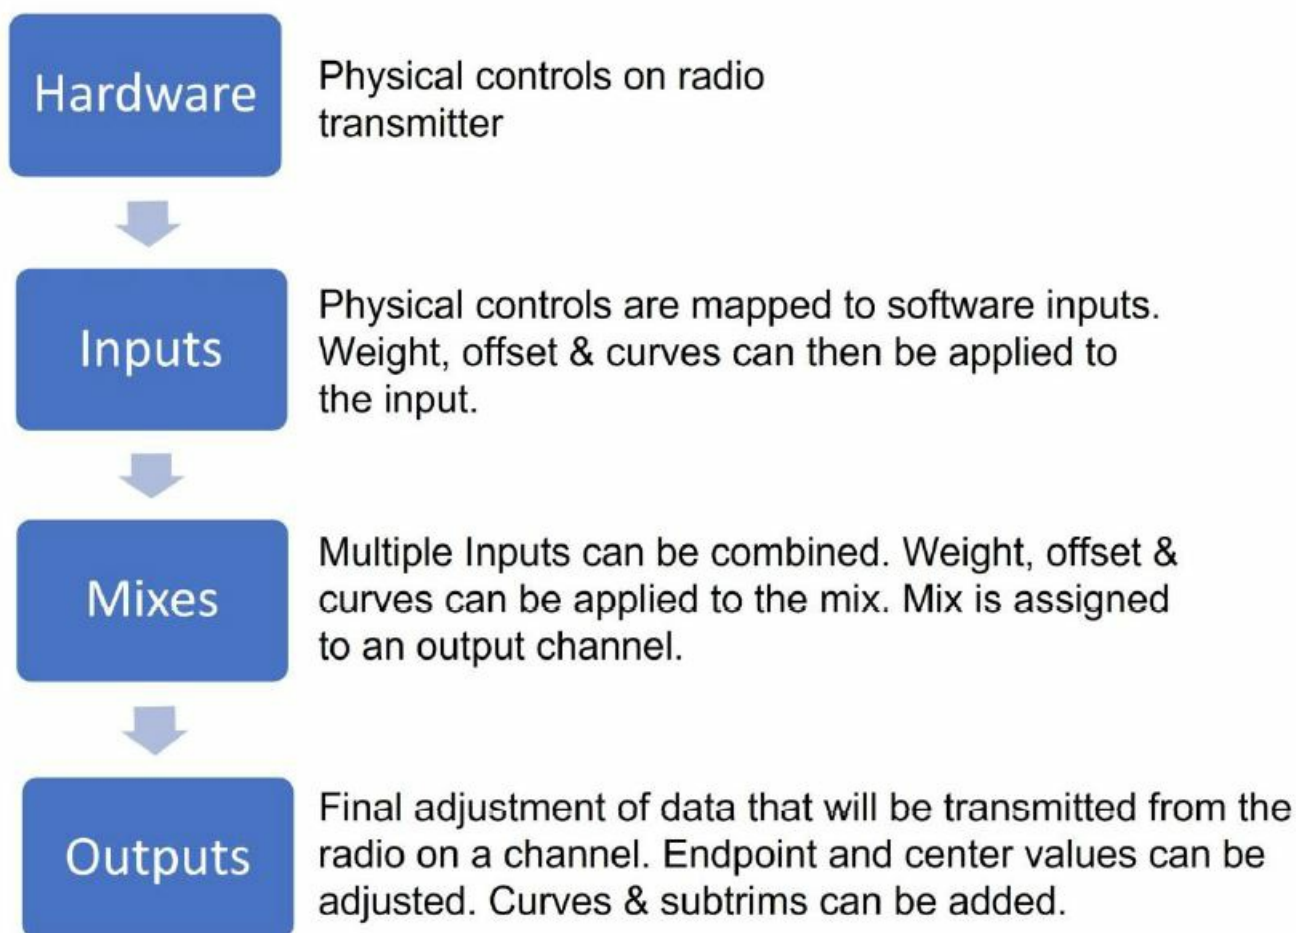 Hardware
Physical controls on radio
transmitter
Inputs
Physical controls are mapped to software inputs.
Weight, offset & curves can then be applied to
the input.
Mixes
Multiple Inputs can be combined. Weight, offset &
curves can be applied to the mix. Mix is assigned
to an output channel.
Outputs
Final adjustment of data that will be transmitted from the
radio on a channel. Endpoint and center values can be
adjusted. Curves & subtrims can be added.